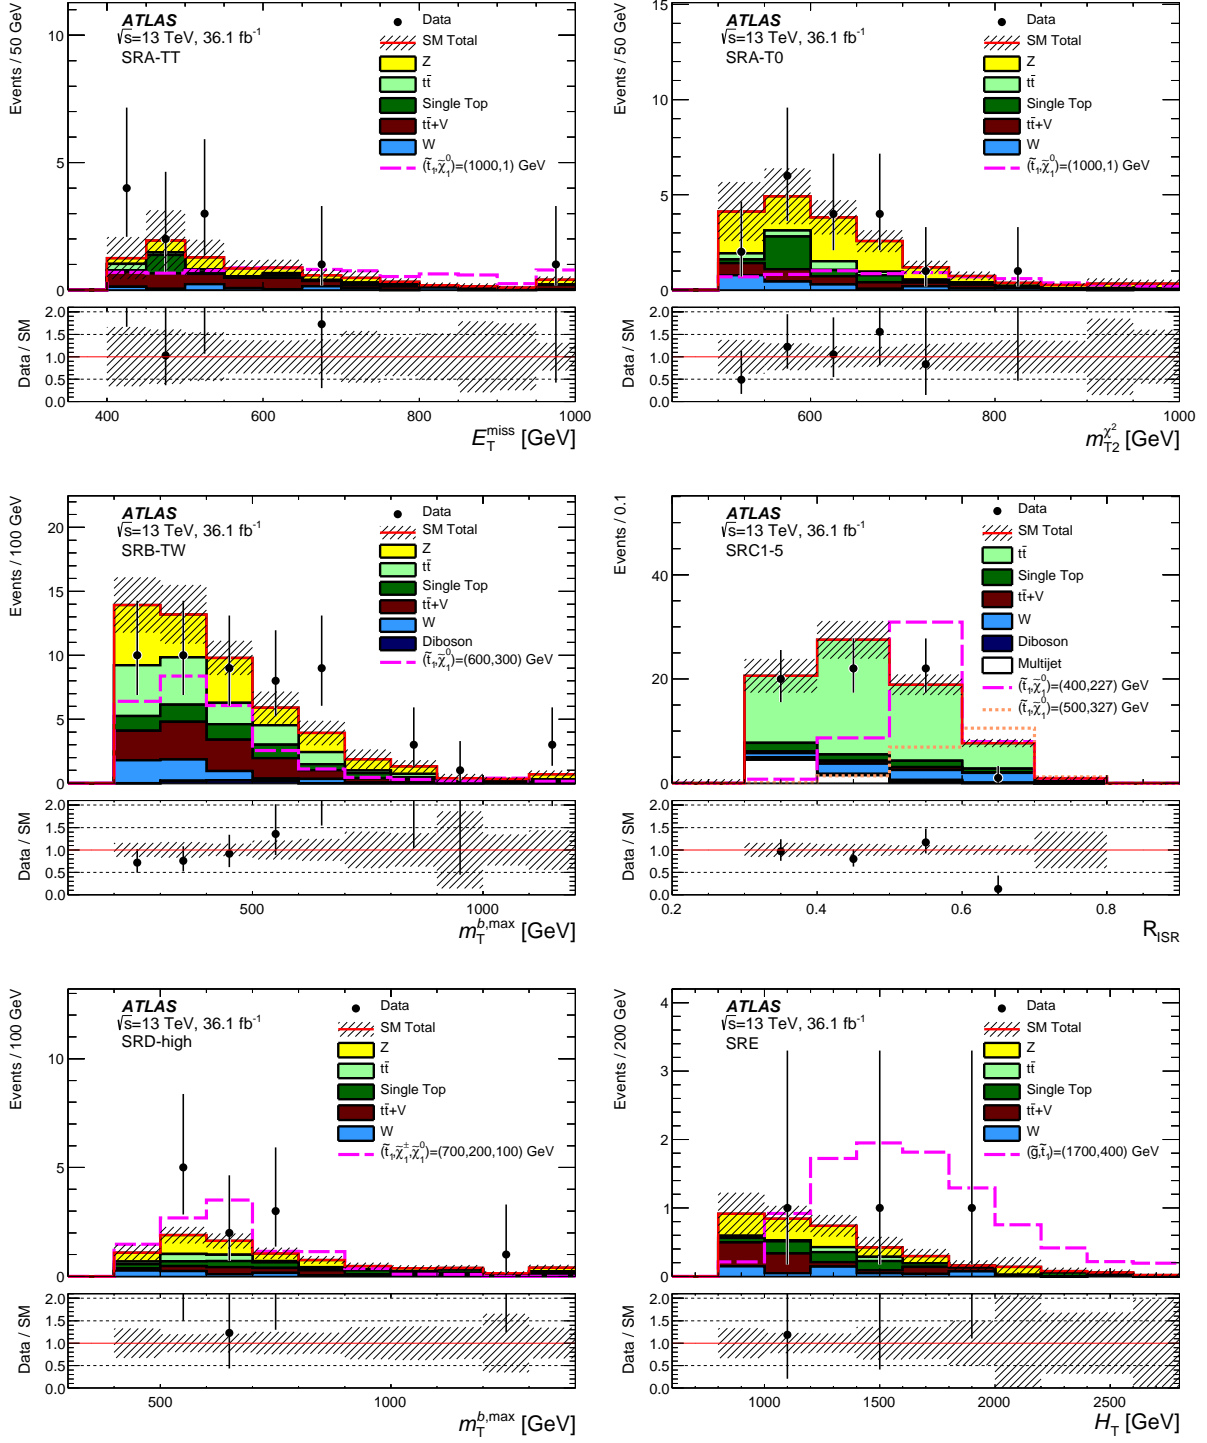 ATLAS
√s=13 TeV, 36.1 fb⁻¹
SRA-TT
Data
SM Total
Z
tt̄
Single Top
tt̄+V
W
(t̃₁,χ̃₁⁰)=(1000,1) GeV
Events / 50 GeV
10
5
0
Data / SM
2.0
1.5
1.0
0.5
0.0
400 600 800 1000
E_T^miss [GeV]
ATLAS
√s=13 TeV, 36.1 fb⁻¹
SRA-T0
Data
SM Total
Z
tt̄
Single Top
tt̄+V
W
(t̃₁,χ̃₁⁰)=(1000,1) GeV
Events / 50 GeV
15
10
5
0
Data / SM
2.0
1.5
1.0
0.5
0.0
600 800 1000
m_T2^χ² [GeV]
ATLAS
√s=13 TeV, 36.1 fb⁻¹
SRB-TW
Data
SM Total
Z
tt̄
Single Top
tt̄+V
W
Diboson
(t̃₁,χ̃₁⁰)=(600,300) GeV
Events / 100 GeV
20
15
10
5
0
Data / SM
2.0
1.5
1.0
0.5
0.0
500 1000
m_T^b,max [GeV]
ATLAS
√s=13 TeV, 36.1 fb⁻¹
SRC1-5
Data
SM Total
tt̄
Single Top
tt̄+V
W
Diboson
Multijet
(t̃₁,χ̃₁⁰)=(400,227) GeV
(t̃₁,χ̃₁⁰)=(500,327) GeV
Events / 0.1
40
20
0
Data / SM
2.0
1.5
1.0
0.5
0.0
0.2 0.4 0.6 0.8
R_ISR
ATLAS
√s=13 TeV, 36.1 fb⁻¹
SRD-high
Data
SM Total
Z
tt̄
Single Top
tt̄+V
W
(t̃₁,χ̃₁±,χ̃₁⁰)=(700,200,100) GeV
Events / 100 GeV
10
5
0
Data / SM
2.0
1.5
1.0
0.5
0.0
500 1000
m_T^b,max [GeV]
ATLAS
√s=13 TeV, 36.1 fb⁻¹
SRE
Data
SM Total
Z
tt̄
Single Top
tt̄+V
W
(g̃,t̃₁)=(1700,400) GeV
Events / 200 GeV
4
3
2
1
0
Data / SM
2.0
1.5
1.0
0.5
0.0
1000 1500 2000 2500
H_T [GeV]